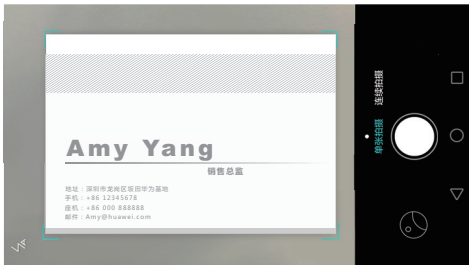 Amy Yang
销售总监
地址：深圳市龙岗区坂田华为基地
手机：+86 12345678
座机：+86 000 888888
邮件：Amy@huawei.com
连续拍摄
单张拍摄